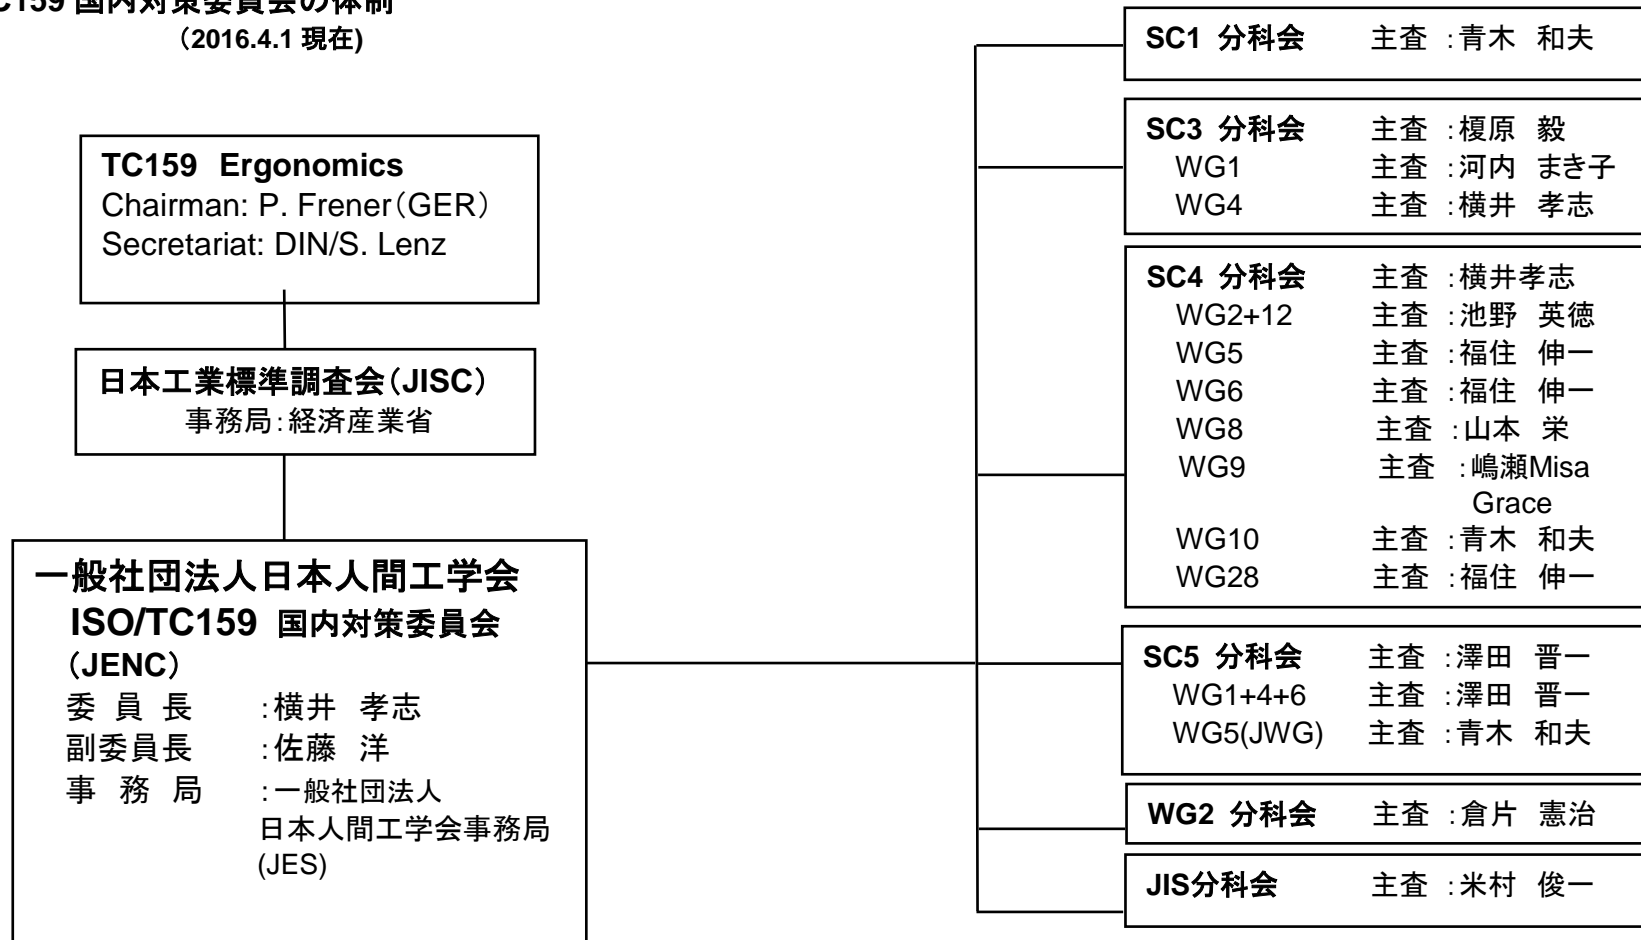 C159 国内対策委員会の体制
（2016.4.1 現在)
TC159 Ergonomics
Chairman: P. Frener（GER）
Secretariat: DIN/S. Lenz
日本工業標準調査会（JISC）
事務局：経済産業省
一般社団法人日本人間工学会
ISO/TC159 国内対策委員会
（JENC）
委 員 長 ：横井 孝志
副委員長 ：佐藤 洋
事 務 局 ：一般社団法人
日本人間工学会事務局
(JES)
SC1 分科会 主査 ：青木 和夫
SC3 分科会 主査 ：榎原 毅
WG1 主査 ：河内 まき子
WG4 主査 ：横井 孝志
SC4 分科会 主査 ：横井孝志
WG2+12 主査 ：池野 英徳
WG5 主査 ：福住 伸一
WG6 主査 ：福住 伸一
WG8 主査 ：山本 栄
WG9 主査 ：嶋瀬Misa
Grace
WG10 主査 ：青木 和夫
WG28 主査 ：福住 伸一
SC5 分科会 主査 ：澤田 晋一
WG1+4+6 主査 ：澤田 晋一
WG5(JWG) 主査 ：青木 和夫
WG2 分科会 主査 ：倉片 憲治
JIS分科会 主査 ：米村 俊一